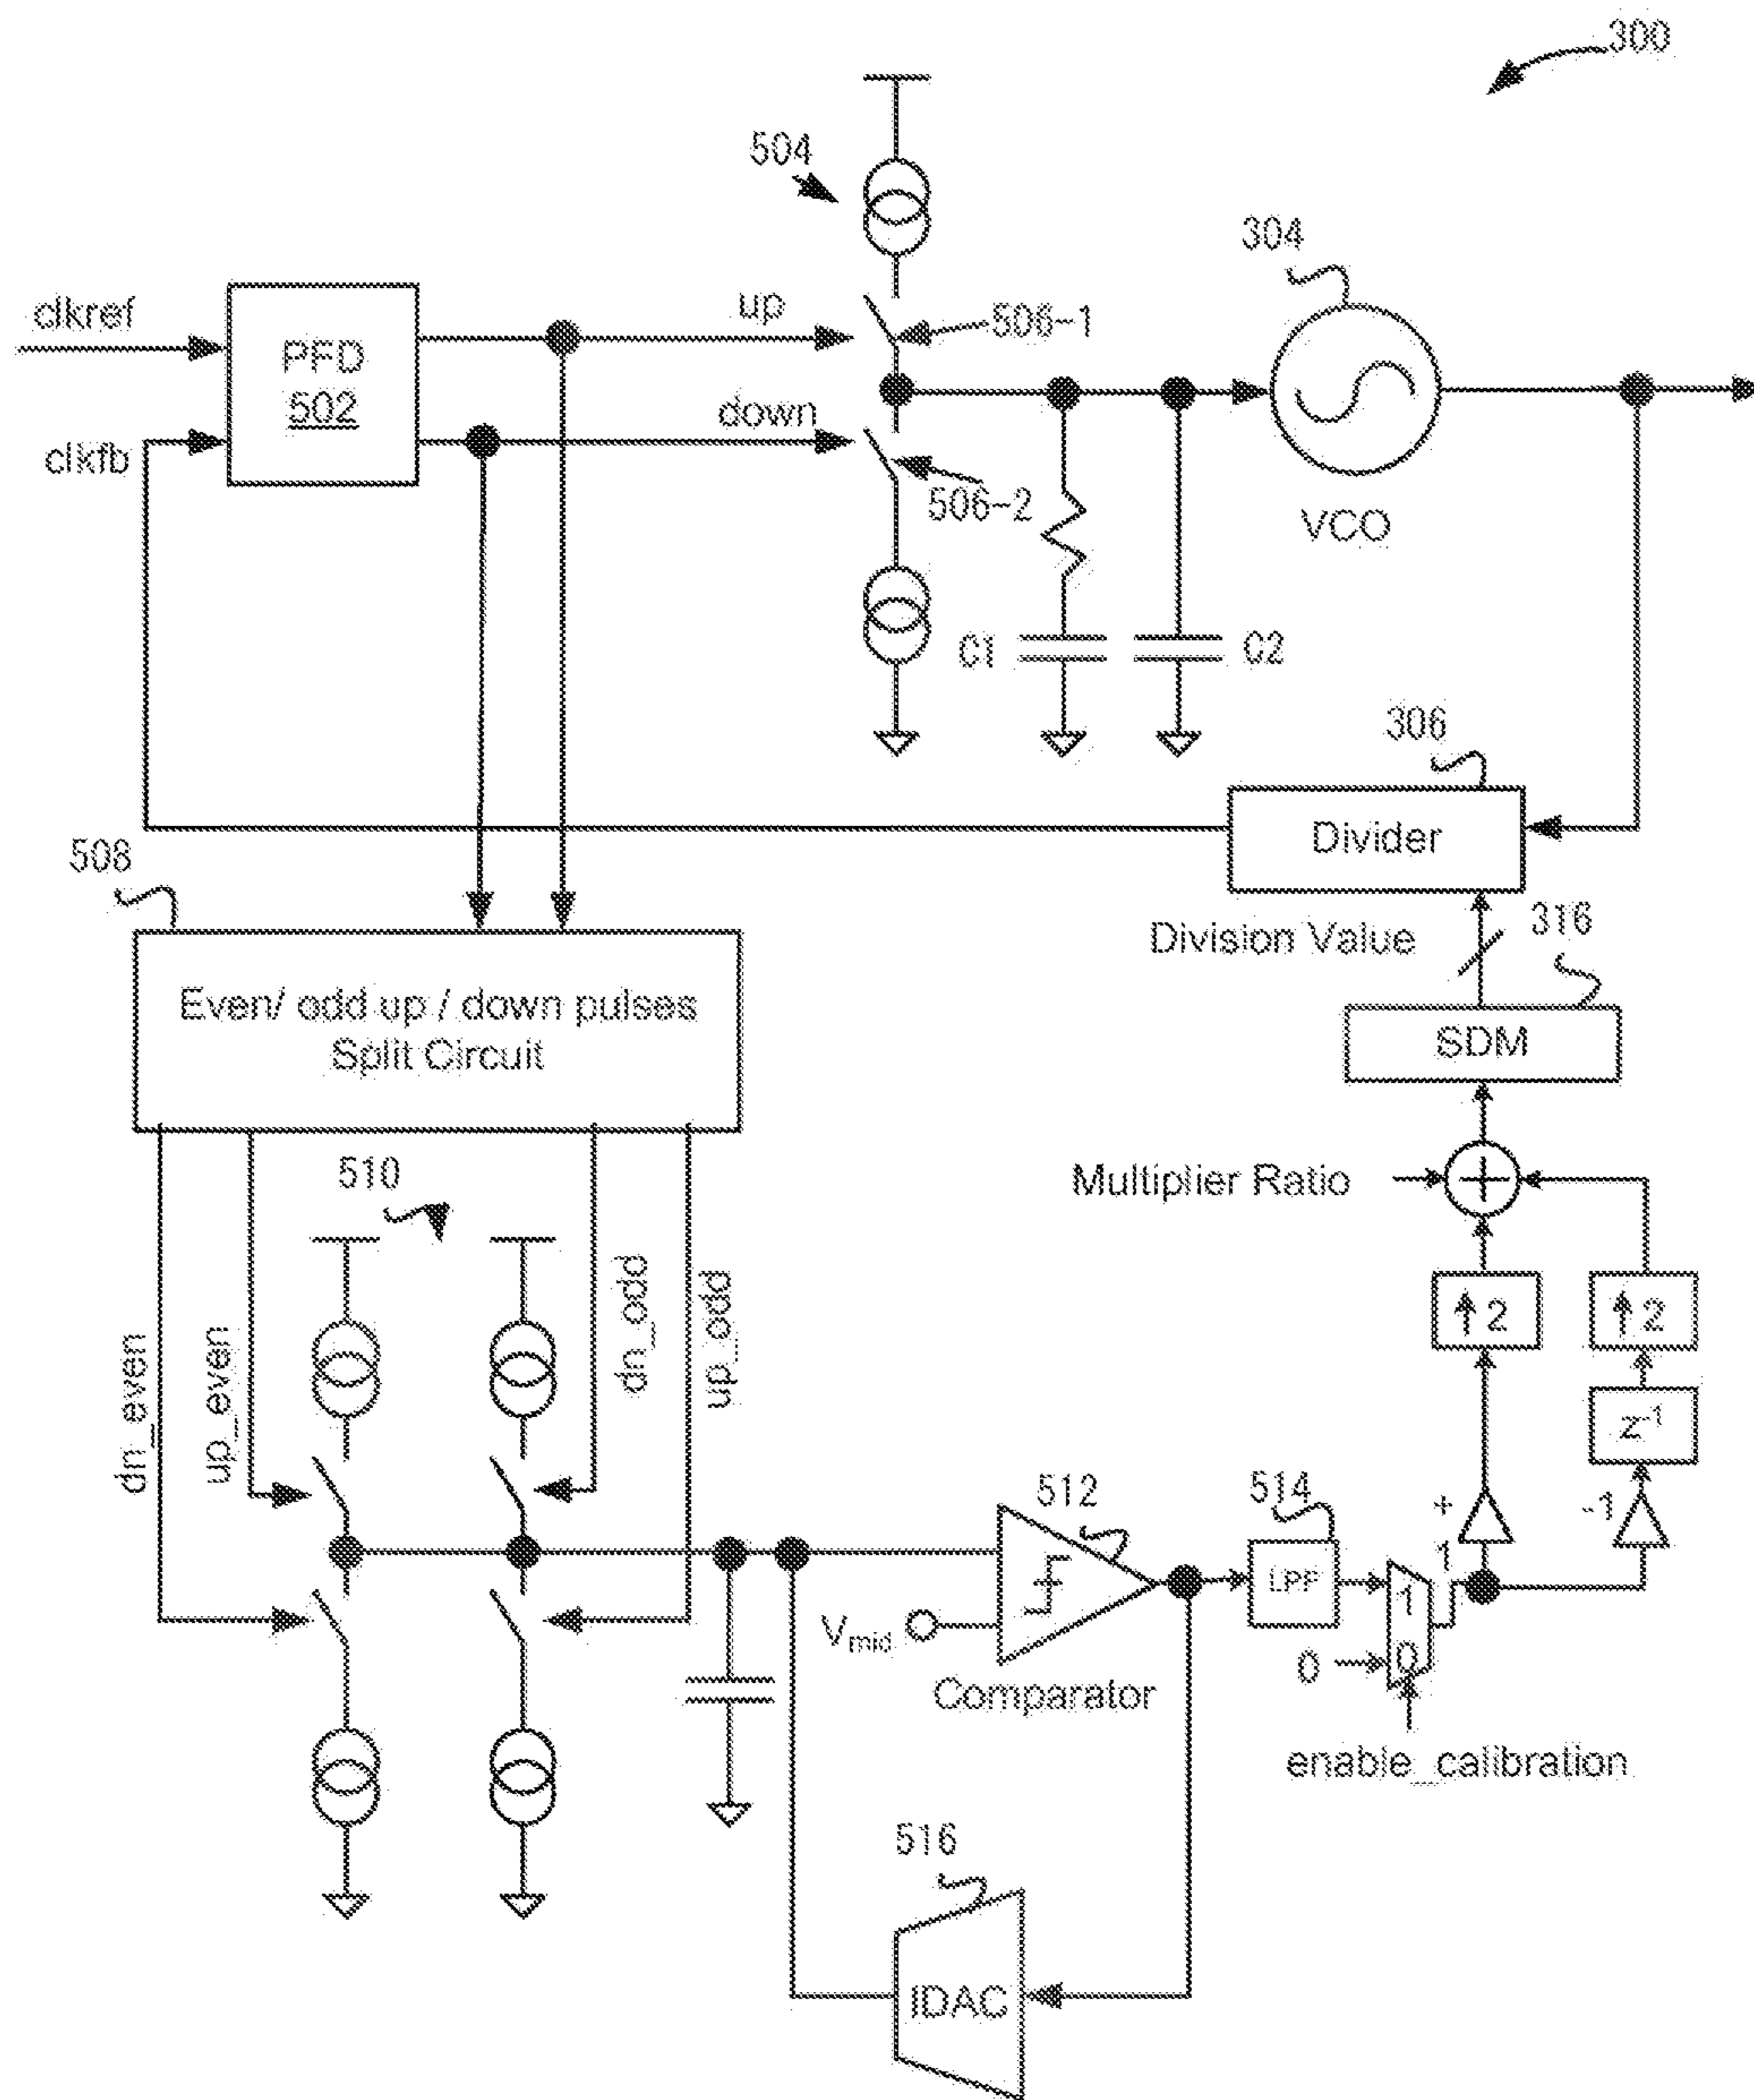 300
504
304
clkref
up
506-1
PFD
502
down
clkfb
506-2
VCO
C1
C2
306
508
Divider
Division Value
316
Even/ odd up / down pulses
Split Circuit
SDM
Multiplier Ratio
510
↑ 2
↑ 2
dn_even
up_even
dn_odd
up_odd
z-1
512
514
+
1
-1
LPF
1
0
Vmid
0
Comparator
enable_calibration
516
IDAC